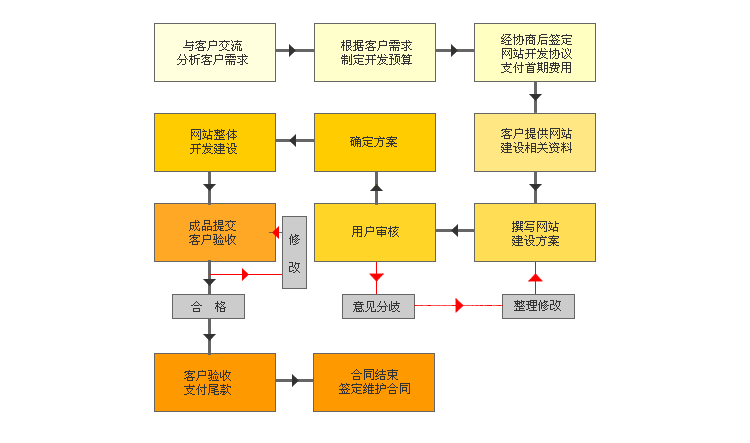 与客户交流
分析客户需求
根据客户需求
制定开发预算
经协商后签定
网站开发协议
支付首期费用
客户提供网站
建设相关资料
撰写网站
建设方案
用户审核
确定方案
网站整体
开发建设
成品提交
客户验收
修
改
意见分歧
整理修改
合 格
客户验收
支付尾款
合同结束
签定维护合同